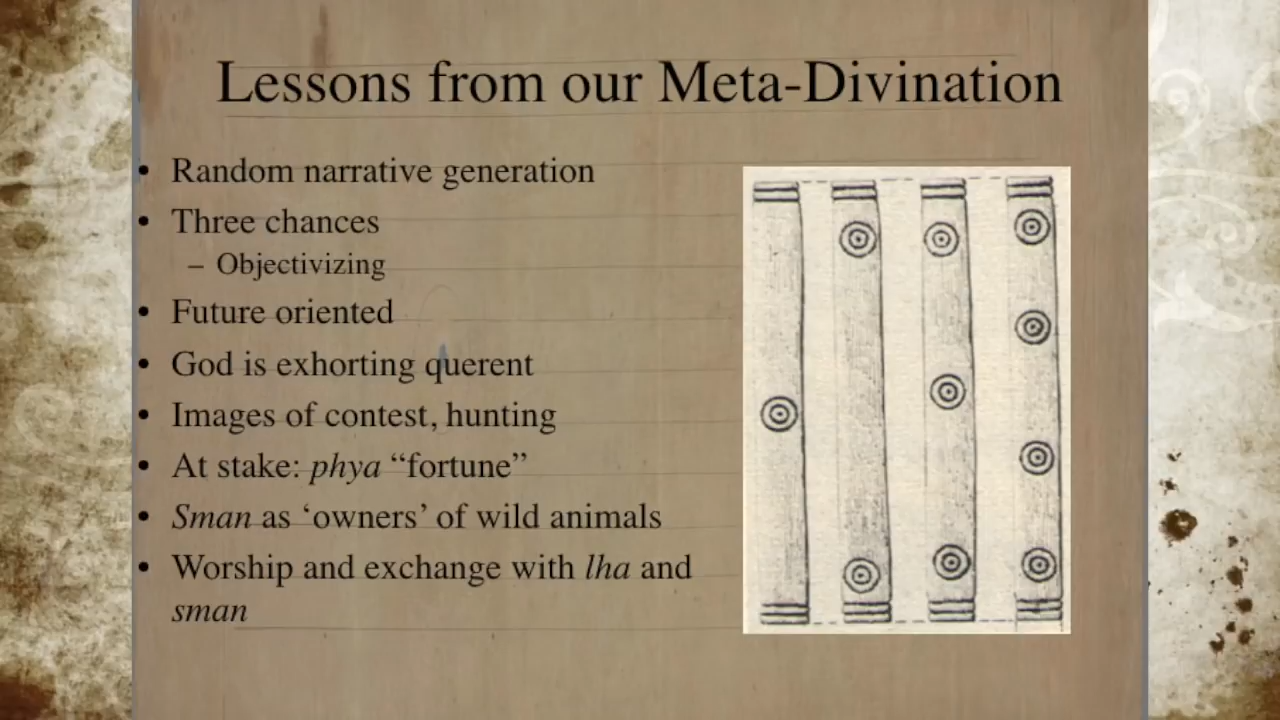 Lessons from our Meta-Divination
• Random narrative generation
• Three chances
– Objectivizing
• Future oriented
• God is exhorting querent
• Images of contest, hunting
• At stake: phya “fortune”
• Sman as ‘owners’ of wild animals
• Worship and exchange with lha and
sman